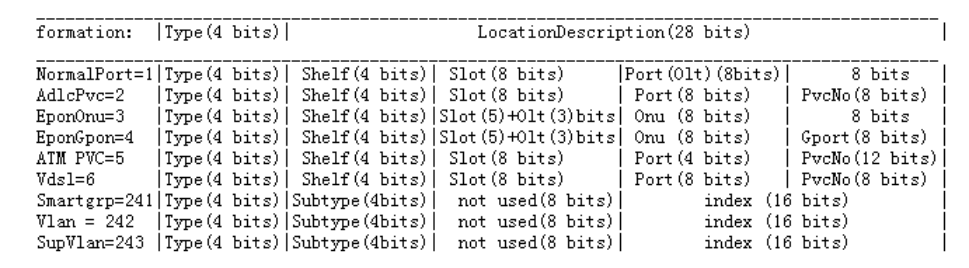 formation: |Type(4 bits)| LocationDescription(28 bits) |
NormalPort=1|Type(4 bits)| Shelf(4 bits)| Slot(8 bits) |Port(Olt)(8bits)| 8 bits |
AdlcPvc=2 |Type(4 bits)| Shelf(4 bits)| Slot(8 bits) | Port(8 bits) | PvcNo(8 bits) |
EponOnu=3 |Type(4 bits)| Shelf(4 bits)|Slot(5)+Olt(3)bits| Onu (8 bits) | 8 bits |
EponGpon=4 |Type(4 bits)| Shelf(4 bits)|Slot(5)+Olt(3)bits| Onu (8 bits) | Gport(8 bits) |
ATM PVC=5 |Type(4 bits)| Shelf(4 bits)| Slot(8 bits) | Port(4 bits) | PvcNo(12 bits)|
Vdsl=6 |Type(4 bits)| Shelf(4 bits)| Slot(8 bits) | Port(8 bits) | PvcNo(8 bits) |
Smartgrp=241|Type(4 bits)|Subtype(4bits)| not used(8 bits)| index (16 bits) |
Vlan = 242 |Type(4 bits)|Subtype(4bits)| not used(8 bits)| index (16 bits) |
SupVlan=243 |Type(4 bits)|Subtype(4bits)| not used(8 bits)| index (16 bits) |